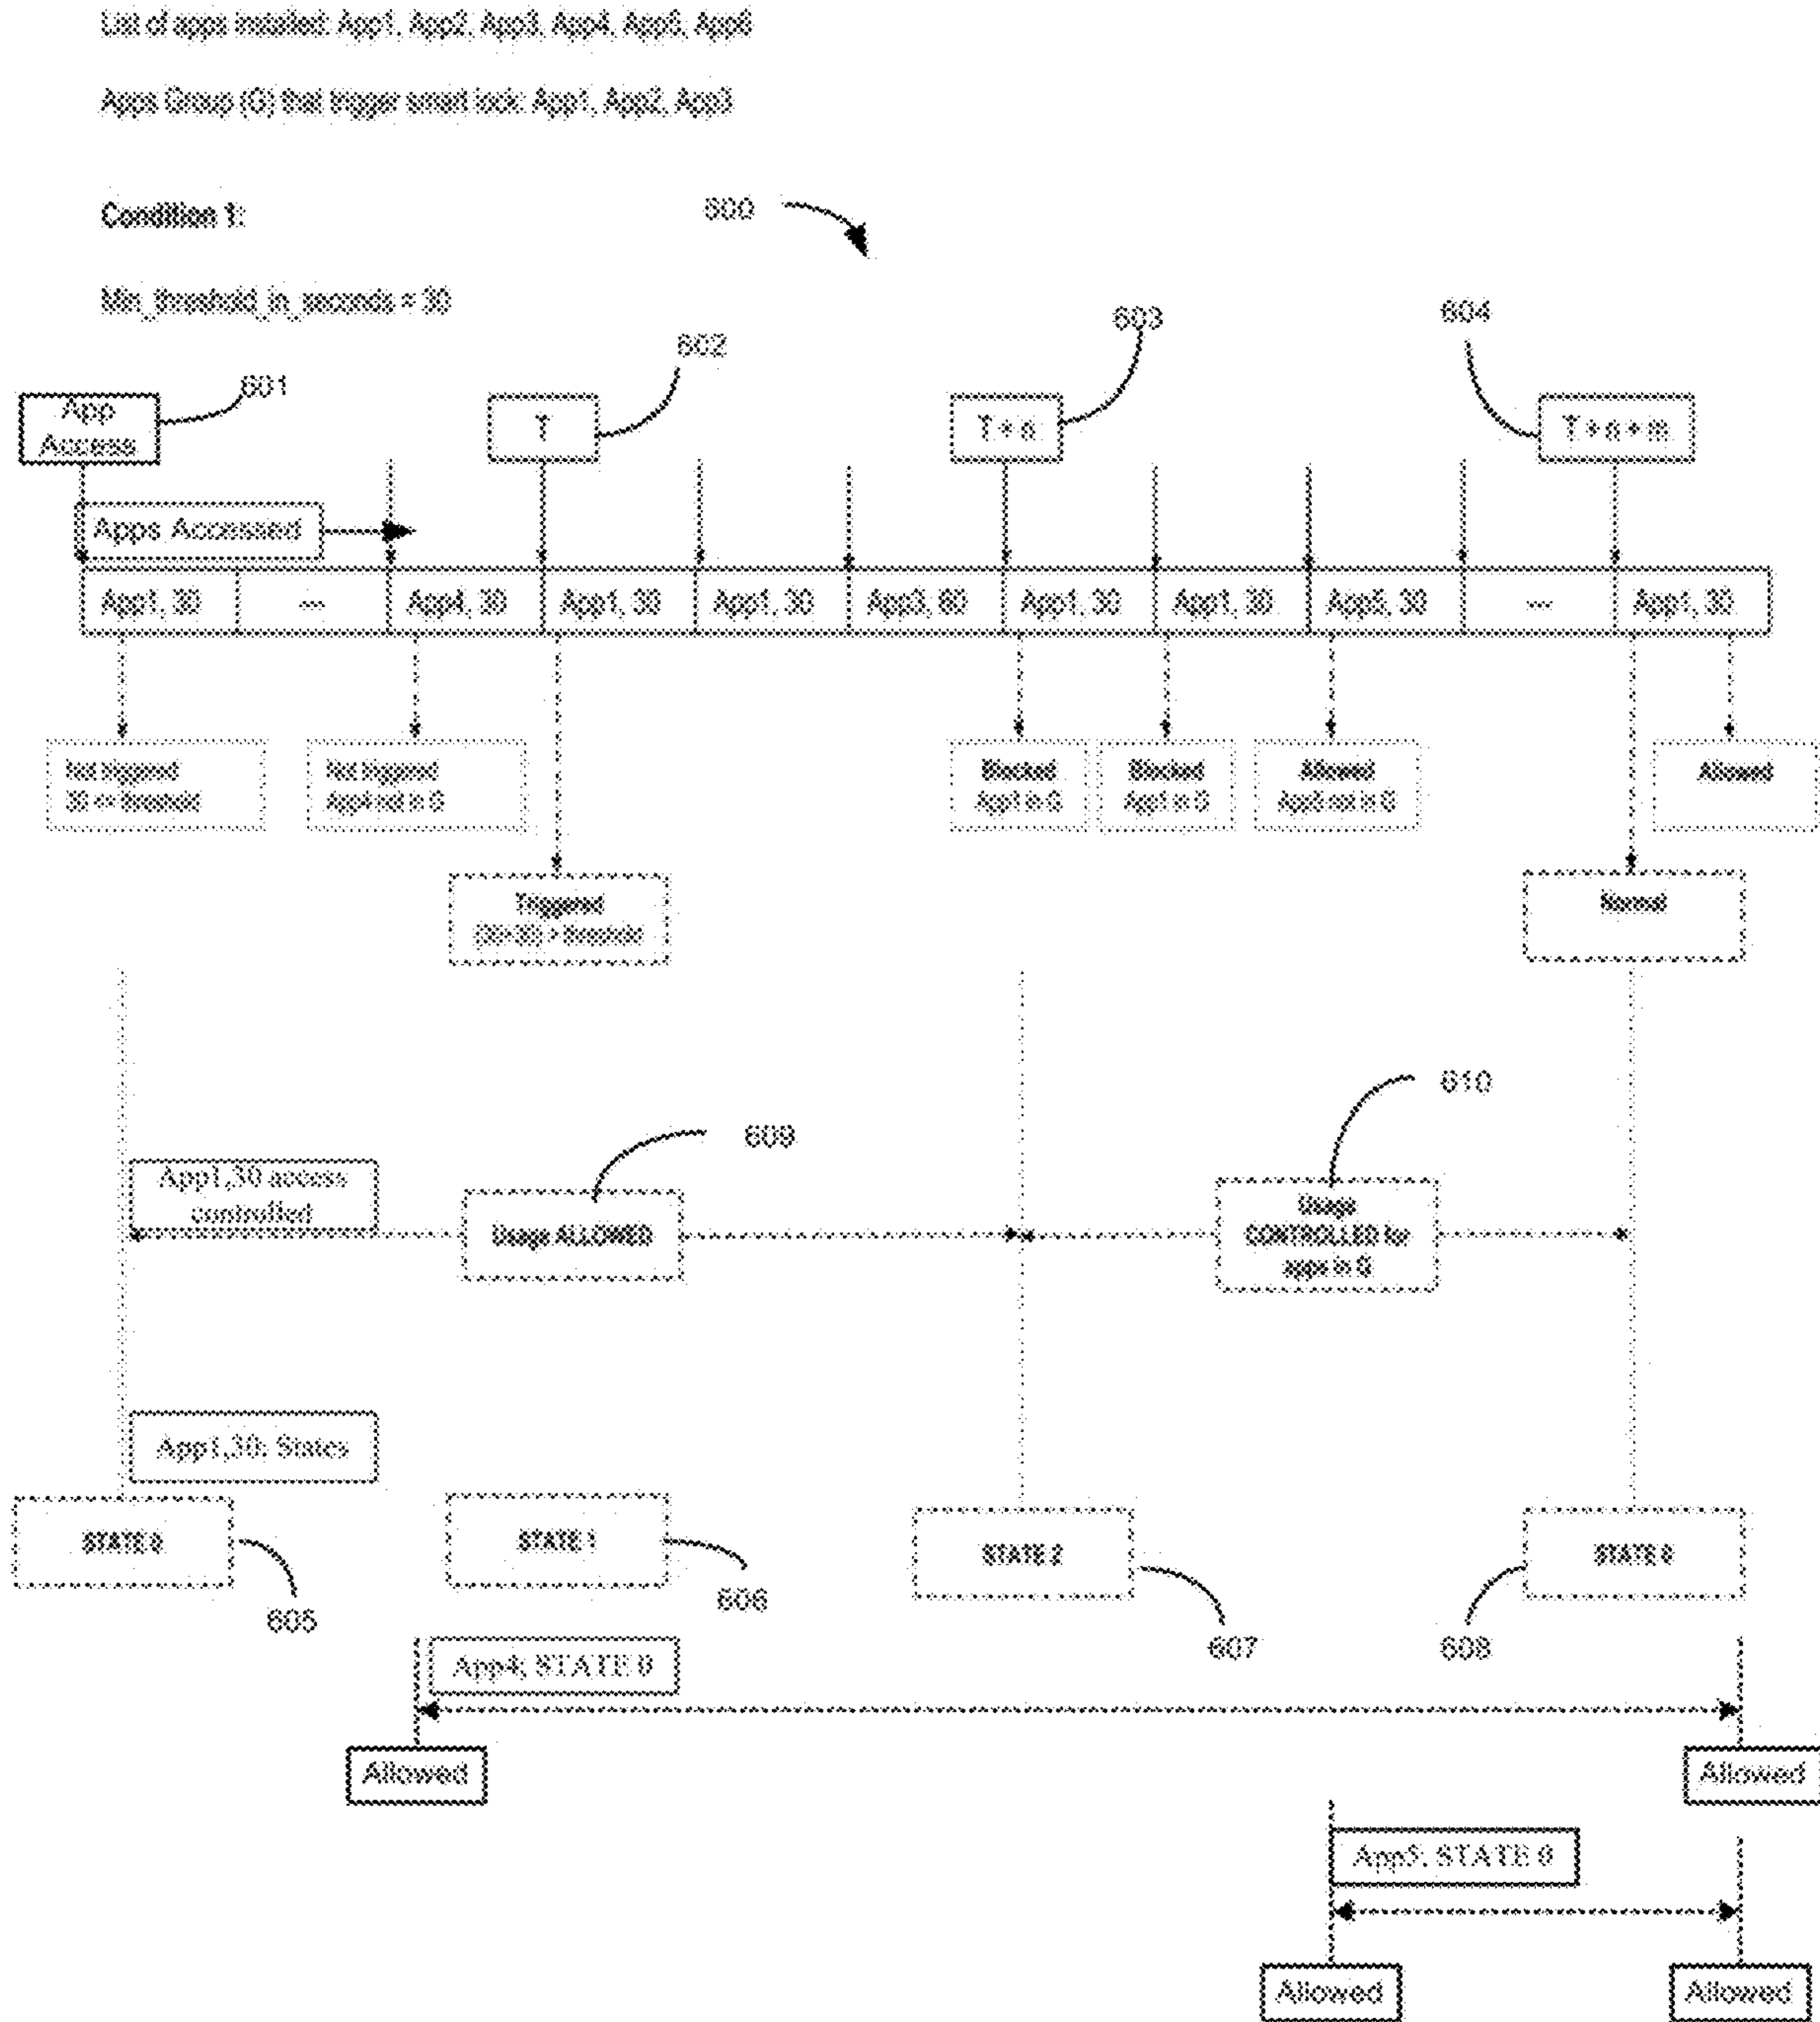 List of apps installed: App1, App2, App3, App4, App5, App6
Apps Group (G) that trigger smart lock: App1, App2, App3
Condition 1:
600
Min_threshold_in_seconds = 30
601
602
603
604
App
Access
T
T + n
T + n + m
Apps Accessed
App1, 30
....
App4, 30
App1, 30
App1, 30
App3, 60
App1, 30
App1, 30
App5, 30
....
App1, 30
Not triggered
30 <= threshold
Not triggered
App4 not in G
Blocked
App1 in G
Blocked
App1 in G
Allowed
not in G
Allowed
Triggered
(30+30) > threshold
Normal
609
610
App1,30 access
controlled
Usage ALLOWED
Usage
CONTROLLED for
apps in G
App1,30: States
STATE 0
STATE 1
STATE 2
STATE 0
605
606
607
608
App4; STATE 0
Allowed
Allowed
App5; STATE 0
Allowed
Allowed